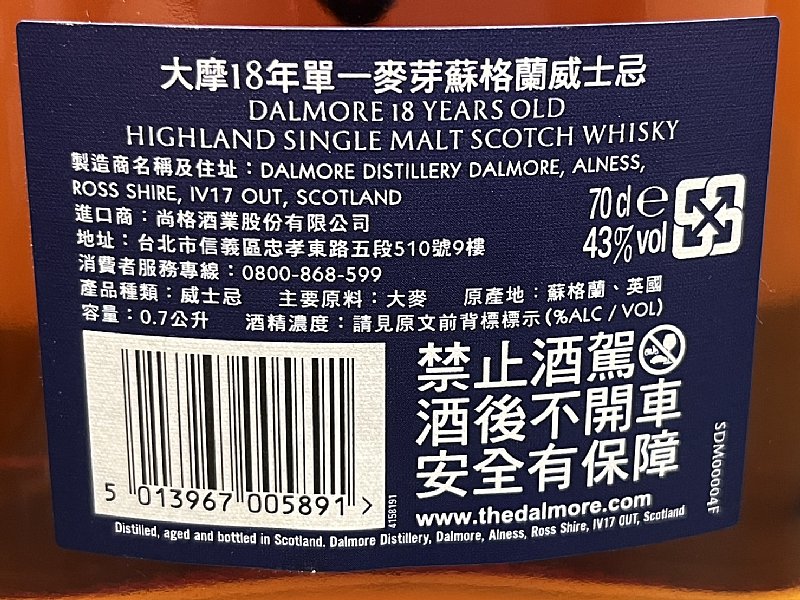 大摩18年單一麥芽蘇格蘭威士忌
DALMORE 18 YEARS OLD
HIGHLAND SINGLE MALT SCOTCH WHISKY
製造商名稱及住址：DALMORE DISTILLERY DALMORE, ALNESS,
ROSS SHIRE, IV17 OUT, SCOTLAND
進口商：尚格酒業股份有限公司
地址：台北市信義區忠孝東路五段510號9樓
消費者服務專線：0800-868-599
產品種類：威士忌 主要原料：大麥 原產地：蘇格蘭、英國
容量：0.7公升 酒精濃度：請見原文前背標標示(%ALC / VOL)
70 cl e
43% vol
禁止酒駕
酒後不開車
安全有保障
www.thedalmore.com
5 013967 005891 >
4158191
SDM00004F
Distilled, aged and bottled in Scotland. Dalmore Distillery, Dalmore, Alness, Ross Shire, IV17 0UT, Scotland